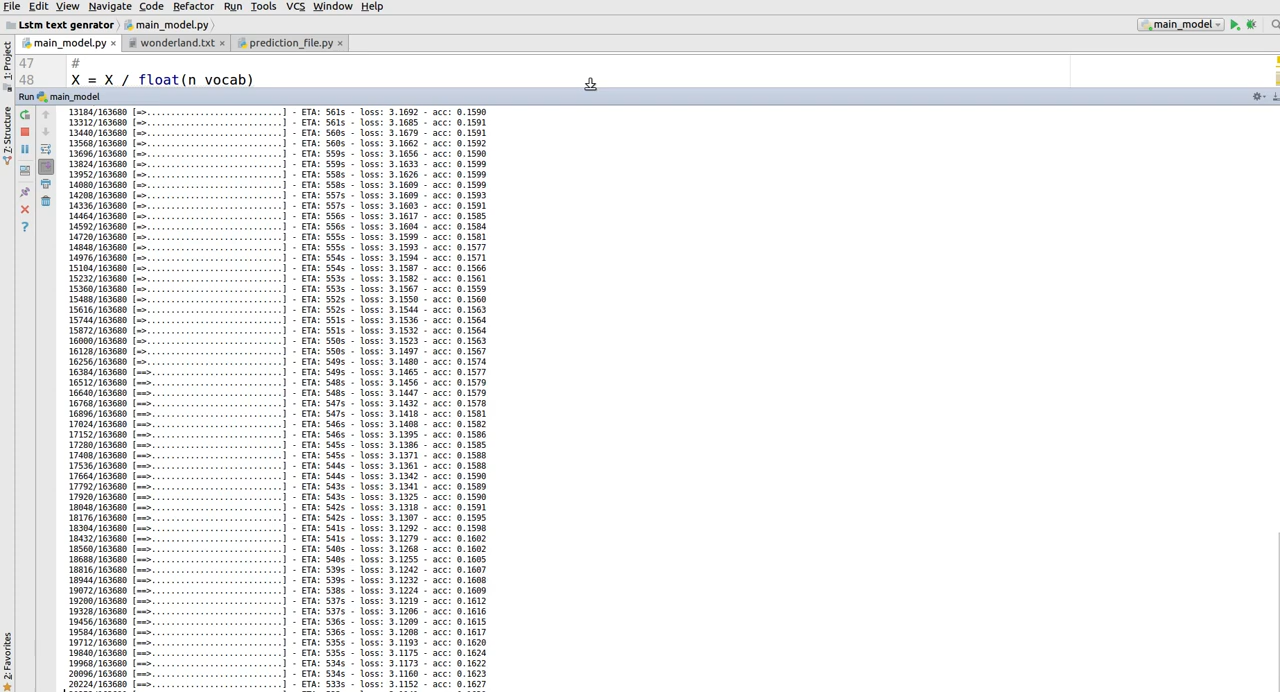 File Edit View Navigate Code Refactor Run Tools VCS Window Help
Lstm text genrator main_model.py main_model
main_model.py × wonderland.txt × prediction_file.py ×
1: Project
7: Structure
2: Favorites
47 #
48 X = X / float(n_vocab)
Run main_model
13184/163680 [=>............................] - ETA: 561s - loss: 3.1692 - acc: 0.1590
13312/163680 [=>............................] - ETA: 561s - loss: 3.1685 - acc: 0.1591
13440/163680 [=>............................] - ETA: 560s - loss: 3.1679 - acc: 0.1591
13568/163680 [=>............................] - ETA: 560s - loss: 3.1662 - acc: 0.1592
13696/163680 [=>............................] - ETA: 559s - loss: 3.1656 - acc: 0.1590
13824/163680 [=>............................] - ETA: 559s - loss: 3.1633 - acc: 0.1599
13952/163680 [=>............................] - ETA: 558s - loss: 3.1626 - acc: 0.1599
14080/163680 [=>............................] - ETA: 558s - loss: 3.1609 - acc: 0.1599
14208/163680 [=>............................] - ETA: 557s - loss: 3.1609 - acc: 0.1593
14336/163680 [=>............................] - ETA: 557s - loss: 3.1603 - acc: 0.1591
14464/163680 [=>............................] - ETA: 556s - loss: 3.1617 - acc: 0.1585
14592/163680 [=>............................] - ETA: 556s - loss: 3.1604 - acc: 0.1584
14720/163680 [=>............................] - ETA: 555s - loss: 3.1599 - acc: 0.1581
14848/163680 [=>............................] - ETA: 555s - loss: 3.1593 - acc: 0.1577
14976/163680 [=>............................] - ETA: 554s - loss: 3.1594 - acc: 0.1571
15104/163680 [=>............................] - ETA: 554s - loss: 3.1587 - acc: 0.1566
15232/163680 [=>............................] - ETA: 553s - loss: 3.1582 - acc: 0.1561
15360/163680 [=>............................] - ETA: 553s - loss: 3.1567 - acc: 0.1559
15488/163680 [=>............................] - ETA: 552s - loss: 3.1550 - acc: 0.1560
15616/163680 [=>............................] - ETA: 552s - loss: 3.1544 - acc: 0.1563
15744/163680 [=>............................] - ETA: 551s - loss: 3.1536 - acc: 0.1564
15872/163680 [=>............................] - ETA: 551s - loss: 3.1532 - acc: 0.1564
16000/163680 [=>............................] - ETA: 550s - loss: 3.1523 - acc: 0.1563
16128/163680 [=>............................] - ETA: 550s - loss: 3.1497 - acc: 0.1567
16256/163680 [=>............................] - ETA: 549s - loss: 3.1480 - acc: 0.1574
16384/163680 [==>...........................] - ETA: 549s - loss: 3.1465 - acc: 0.1577
16512/163680 [==>...........................] - ETA: 548s - loss: 3.1456 - acc: 0.1579
16640/163680 [==>...........................] - ETA: 548s - loss: 3.1447 - acc: 0.1579
16768/163680 [==>...........................] - ETA: 547s - loss: 3.1432 - acc: 0.1578
16896/163680 [==>...........................] - ETA: 547s - loss: 3.1418 - acc: 0.1581
17024/163680 [==>...........................] - ETA: 546s - loss: 3.1408 - acc: 0.1582
17152/163680 [==>...........................] - ETA: 546s - loss: 3.1395 - acc: 0.1586
17280/163680 [==>...........................] - ETA: 545s - loss: 3.1386 - acc: 0.1585
17408/163680 [==>...........................] - ETA: 545s - loss: 3.1371 - acc: 0.1588
17536/163680 [==>...........................] - ETA: 544s - loss: 3.1361 - acc: 0.1588
17664/163680 [==>...........................] - ETA: 544s - loss: 3.1342 - acc: 0.1590
17792/163680 [==>...........................] - ETA: 543s - loss: 3.1341 - acc: 0.1589
17920/163680 [==>...........................] - ETA: 543s - loss: 3.1325 - acc: 0.1590
18048/163680 [==>...........................] - ETA: 542s - loss: 3.1318 - acc: 0.1591
18176/163680 [==>...........................] - ETA: 542s - loss: 3.1307 - acc: 0.1595
18304/163680 [==>...........................] - ETA: 541s - loss: 3.1292 - acc: 0.1598
18432/163680 [==>...........................] - ETA: 541s - loss: 3.1279 - acc: 0.1602
18560/163680 [==>...........................] - ETA: 540s - loss: 3.1268 - acc: 0.1602
18688/163680 [==>...........................] - ETA: 540s - loss: 3.1255 - acc: 0.1605
18816/163680 [==>...........................] - ETA: 539s - loss: 3.1242 - acc: 0.1607
18944/163680 [==>...........................] - ETA: 539s - loss: 3.1232 - acc: 0.1608
19072/163680 [==>...........................] - ETA: 538s - loss: 3.1224 - acc: 0.1609
19200/163680 [==>...........................] - ETA: 537s - loss: 3.1219 - acc: 0.1612
19328/163680 [==>...........................] - ETA: 537s - loss: 3.1206 - acc: 0.1616
19456/163680 [==>...........................] - ETA: 536s - loss: 3.1209 - acc: 0.1615
19584/163680 [==>...........................] - ETA: 536s - loss: 3.1208 - acc: 0.1617
19712/163680 [==>...........................] - ETA: 535s - loss: 3.1193 - acc: 0.1620
19840/163680 [==>...........................] - ETA: 535s - loss: 3.1175 - acc: 0.1624
19968/163680 [==>...........................] - ETA: 534s - loss: 3.1173 - acc: 0.1622
20096/163680 [==>...........................] - ETA: 534s - loss: 3.1160 - acc: 0.1623
20224/163680 [==>...........................] - ETA: 533s - loss: 3.1152 - acc: 0.1627